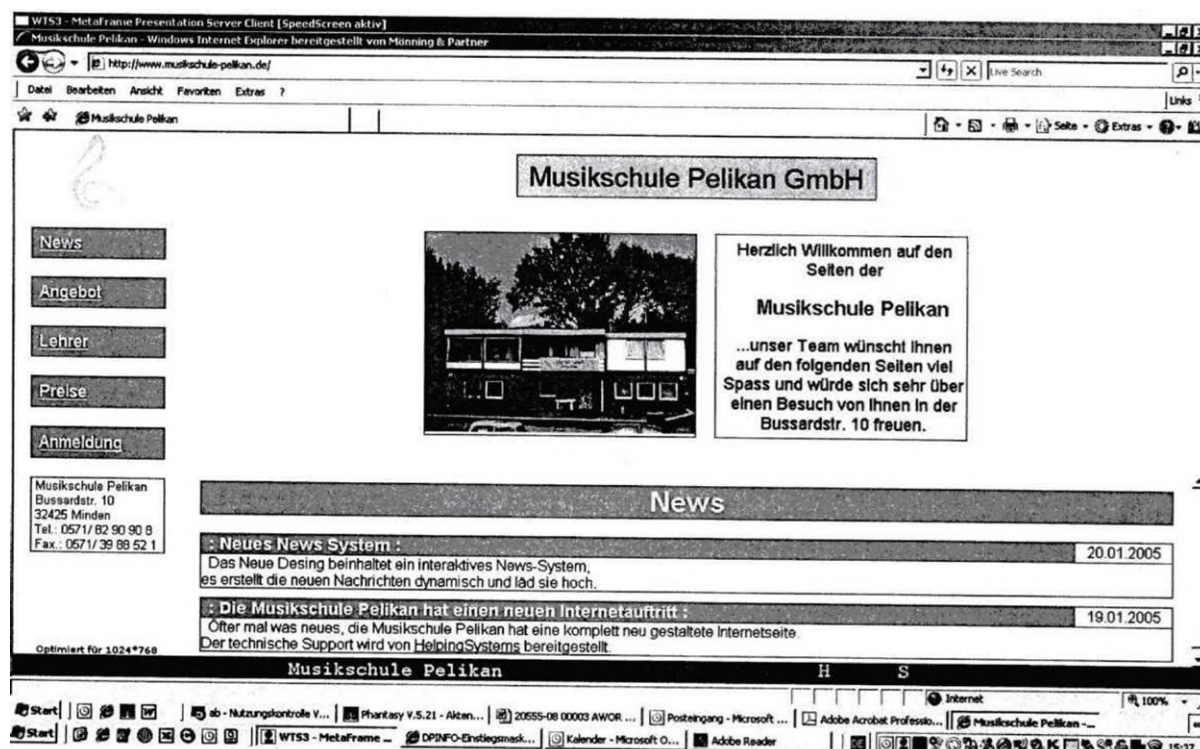 WTS3 - MetaFrame Presentation Server Client [SpeedScreen aktiv]
Musikschule Pelikan - Windows Internet Explorer bereitgestellt von Mönning & Partner
http://www.musikschule-pelikan.de/
Live Search
Datei Bearbeiten Ansicht Favoriten Extras ?
Links
Musikschule Pelikan
Seite Extras
Musikschule Pelikan GmbH
News
Angebot
Lehrer
Preise
Anmeldung
Herzlich Willkommen auf den
Seiten der
Musikschule Pelikan
...unser Team wünscht Ihnen
auf den folgenden Seiten viel
Spass und würde sich sehr über
einen Besuch von Ihnen in der
Bussardstr. 10 freuen.
Musikschule Pelikan
Bussardstr. 10
32425 Minden
Tel.: 0571/ 82 90 90 8
Fax.: 0571/ 39 88 52 1
News
: Neues News System :
20.01.2005
Das Neue Desing beinhaltet ein interaktives News-System,
es erstellt die neuen Nachrichten dynamisch und läd sie hoch.
: Die Musikschule Pelikan hat einen neuen Internetauftritt :
19.01.2005
Öfter mal was neues, die Musikschule Pelikan hat eine komplett neu gestaltete Internetseite.
Der technische Support wird von HelpingSystems bereitgestellt.
Optimiert für 1024*768
Musikschule Pelikan H S
Internet 100%
Start ab - Nutzungskontrolle V... Phantasy V.5.21 - Akten... 20555-08 00003 AWOR ... Posteingang - Microsoft ... Adobe Acrobat Professio... Musikschule Pelikan -...
Start WTS3 - MetaFrame ... DPINFO-Einstiegsmask... Kalender - Microsoft O... Adobe Reader